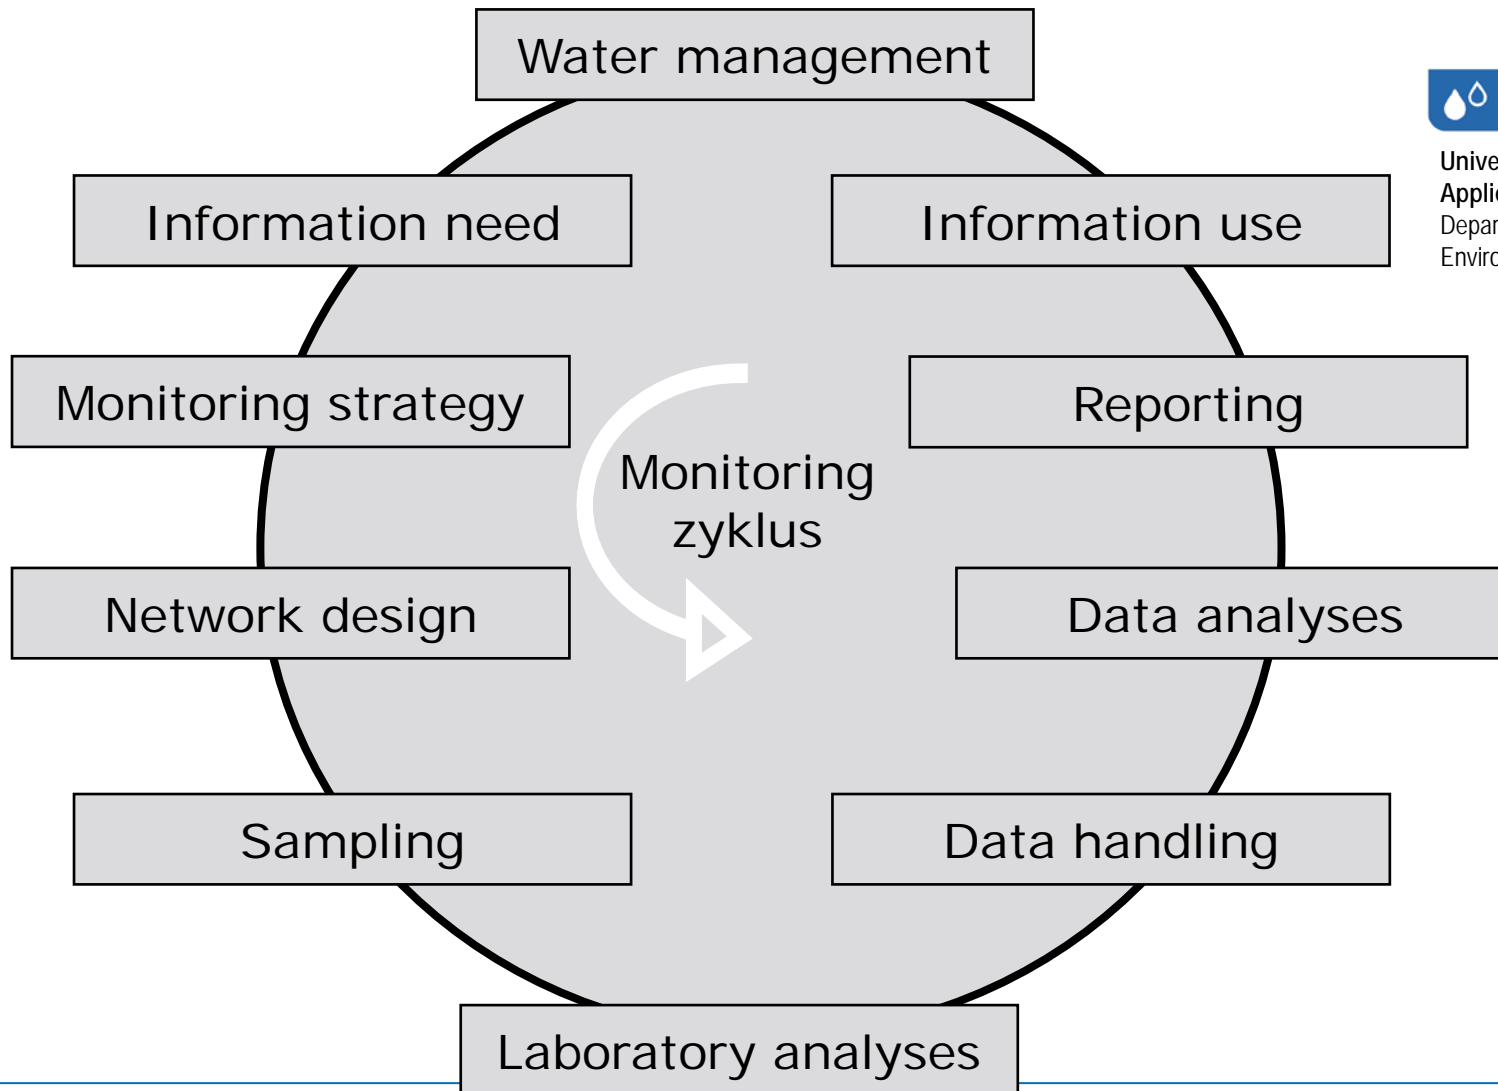 Water management
Information need
Information use
Monitoring strategy
Reporting
Monitoring
zyklus
Network design
Data analyses
Sampling
Data handling
Laboratory analyses